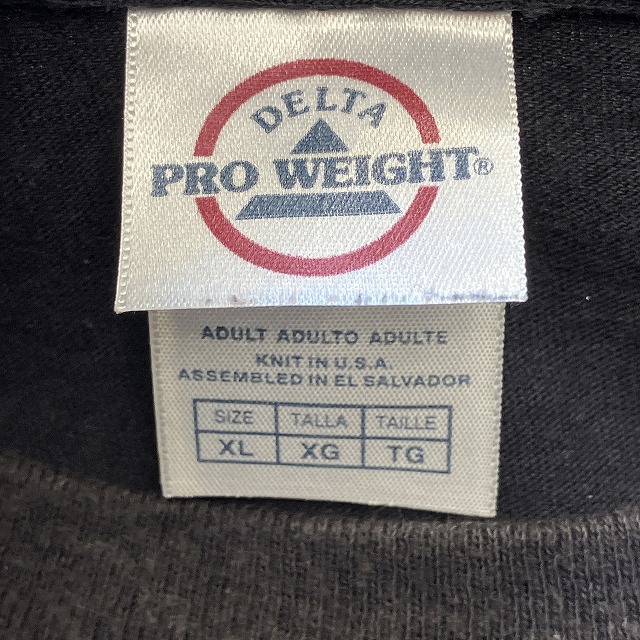 DELTA
PRO WEIGHT®
ADULT ADULTO ADULTE
KNIT IN U.S.A.
ASSEMBLED IN EL SALVADOR
SIZE TALLA TAILLE
XL XG TG